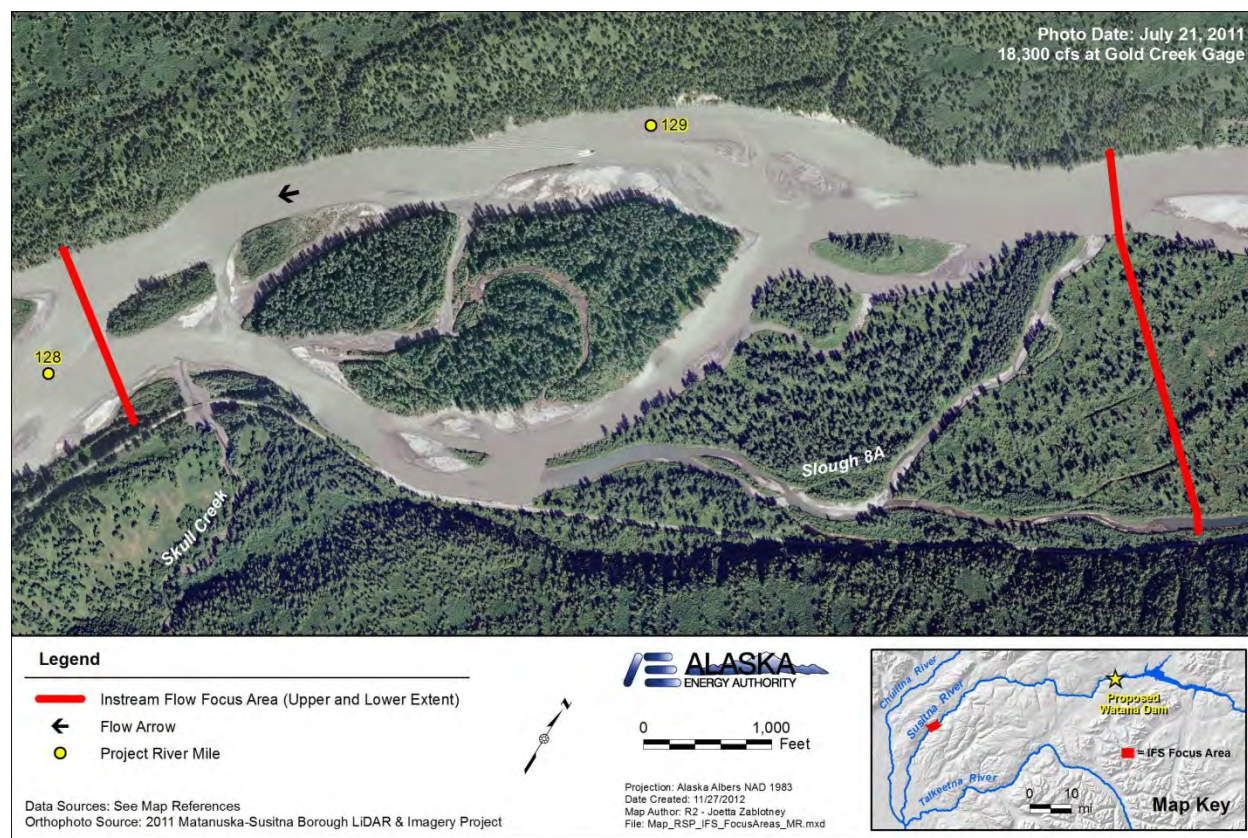 Photo Date: July 21, 2011
18,300 cfs at Gold Creek Gage
129
128
Slough 8A
Skull Creek
Legend
Instream Flow Focus Area (Upper and Lower Extent)
Flow Arrow
Project River Mile
Data Sources: See Map References
Orthophoto Source: 2011 Matanuska-Susitna Borough LiDAR & Imagery Project
ALASKA
ENERGY AUTHORITY
0 1,000
Feet
Projection: Alaska Albers NAD 1983
Date Created: 11/27/2012
Map Author: R2 - Joetta Zablotney
File: Map_RSP_IFS_FocusAreas_MR.mxd
Chulitna River
Susitna River
Proposed
Watana Dam
= IFS Focus Area
Talkeetna River
0 10
mi
Map Key